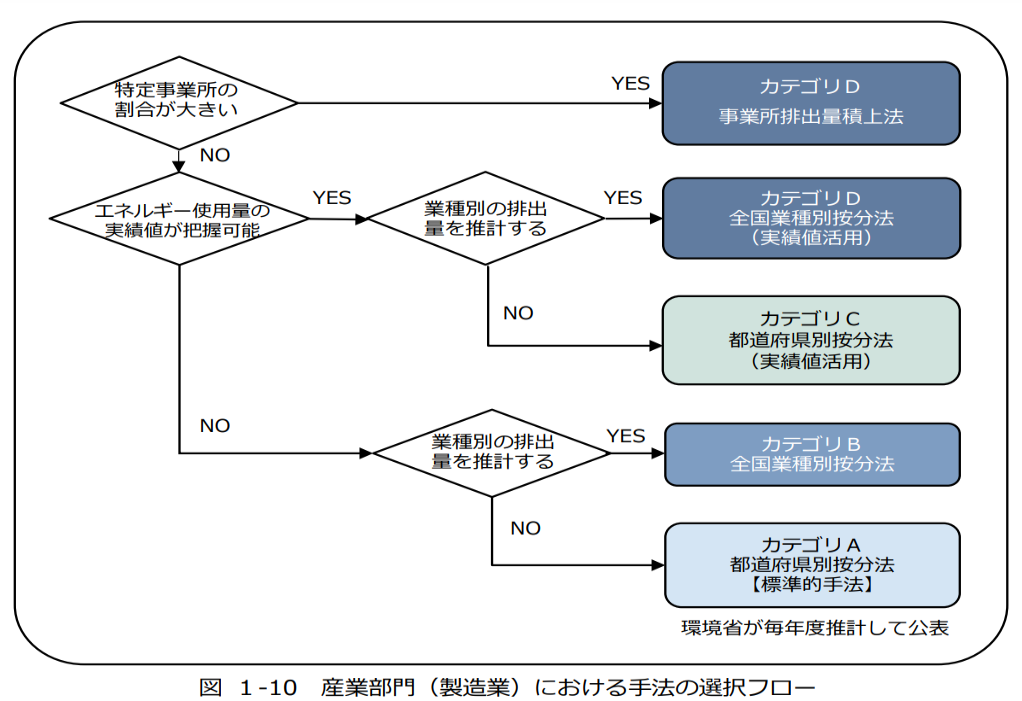 特定事業所の
割合が大きい
YES
カテゴリD
事業所排出量積上法
NO
エネルギー使用量の
実績値が把握可能
YES
業種別の排出
量を推計する
YES
カテゴリD
全国業種別按分法
（実績値活用）
NO
カテゴリC
都道府県別按分法
（実績値活用）
NO
業種別の排出
量を推計する
YES
カテゴリB
全国業種別按分法
NO
カテゴリA
都道府県別按分法
【標準的手法】
環境省が毎年度推計して公表
図 １-10　産業部門（製造業）における手法の選択フロー